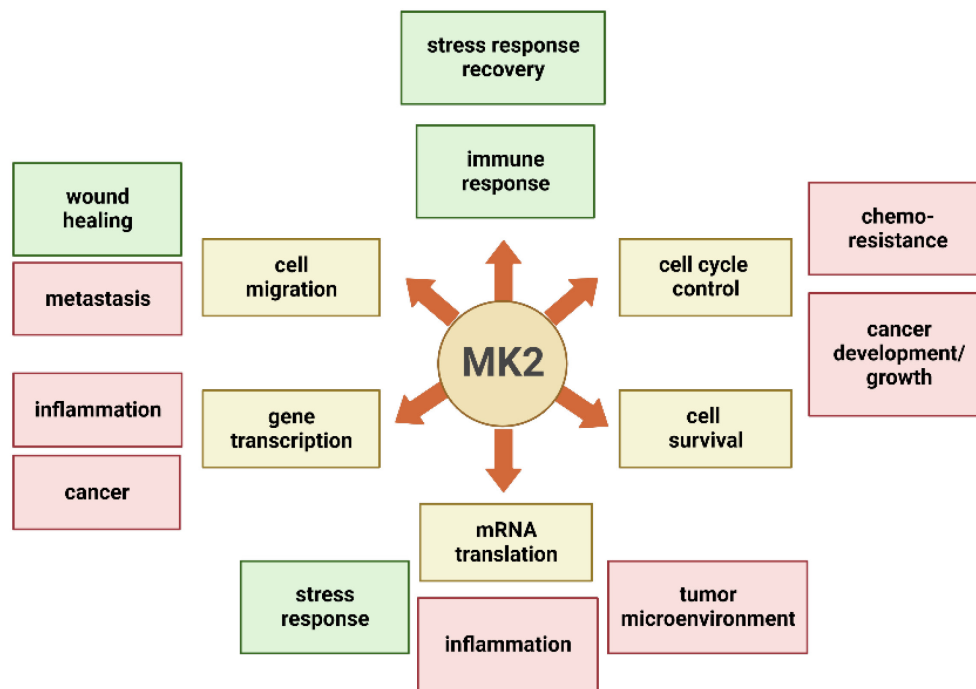 stress response
recovery
immune
response
wound
healing
metastasis
cell
migration
cell cycle
control
chemo-
resistance
cancer
development/
growth
MK2
inflammation
cancer
gene
transcription
cell
survival
mRNA
translation
stress
response
inflammation
tumor
microenvironment